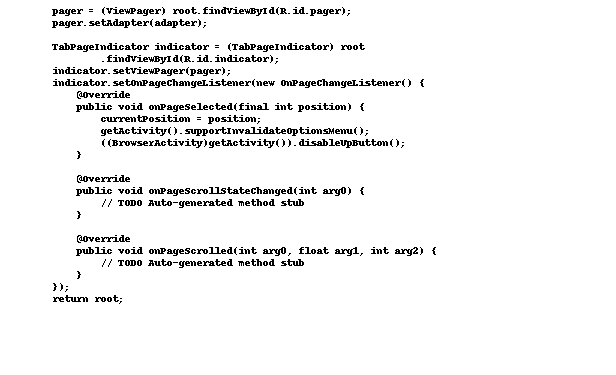 pager = (ViewPager) root.findViewById(R.id.pager);
pager.setAdapter(adapter);
TabPageIndicator indicator = (TabPageIndicator) root
.findViewById(R.id.indicator);
indicator.setViewPager(pager);
indicator.setOnPageChangeListener(new OnPageChangeListener() {
@Override
public void onPageSelected(final int position) {
currentPosition = position;
getActivity().supportInvalidateOptionsMenu();
((BrowserActivity)getActivity()).disableUpButton();
}
@Override
public void onPageScrollStateChanged(int arg0) {
// TODO Auto-generated method stub
}
@Override
public void onPageScrolled(int arg0, float arg1, int arg2) {
// TODO Auto-generated method stub
}
});
return root;